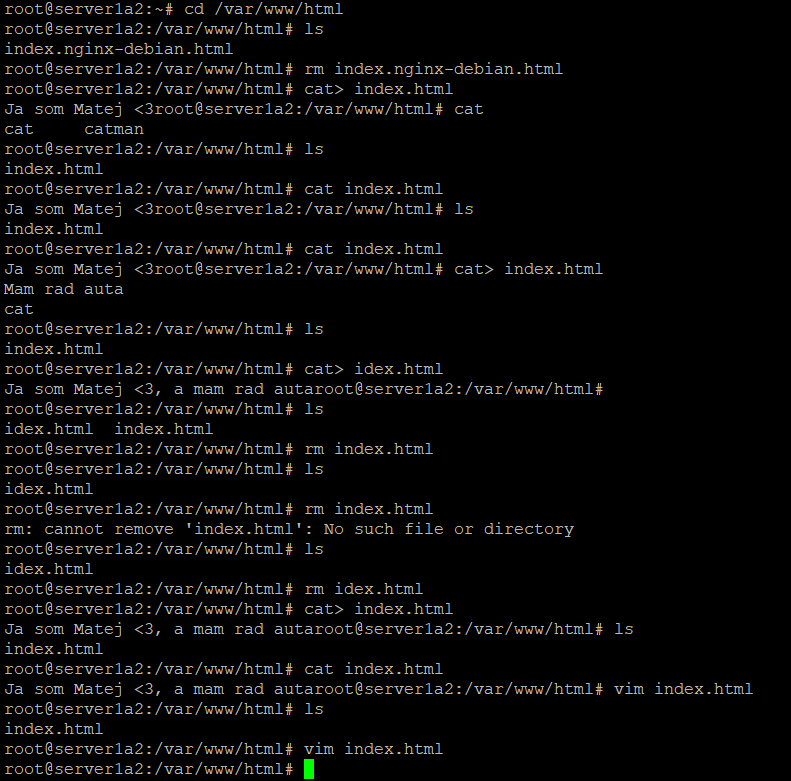 root@server1a2:~# cd /var/www/html
root@server1a2:/var/www/html# ls
index.nginx-debian.html
root@server1a2:/var/www/html# rm index.nginx-debian.html
root@server1a2:/var/www/html# cat> index.html
Ja som Matej <3root@server1a2:/var/www/html# cat
cat     catman
root@server1a2:/var/www/html# ls
index.html
root@server1a2:/var/www/html# cat index.html
Ja som Matej <3root@server1a2:/var/www/html# ls
index.html
root@server1a2:/var/www/html# cat index.html
Ja som Matej <3root@server1a2:/var/www/html# cat> index.html
Mam rad auta
cat
root@server1a2:/var/www/html# ls
index.html
root@server1a2:/var/www/html# cat> idex.html
Ja som Matej <3, a mam rad autaroot@server1a2:/var/www/html#
root@server1a2:/var/www/html# ls
idex.html  index.html
root@server1a2:/var/www/html# rm index.html
root@server1a2:/var/www/html# ls
idex.html
root@server1a2:/var/www/html# rm index.html
rm: cannot remove 'index.html': No such file or directory
root@server1a2:/var/www/html# ls
idex.html
root@server1a2:/var/www/html# rm idex.html
root@server1a2:/var/www/html# cat> index.html
Ja som Matej <3, a mam rad autaroot@server1a2:/var/www/html# ls
index.html
root@server1a2:/var/www/html# cat index.html
Ja som Matej <3, a mam rad autaroot@server1a2:/var/www/html# vim index.html
root@server1a2:/var/www/html# ls
index.html
root@server1a2:/var/www/html# vim index.html
root@server1a2:/var/www/html#